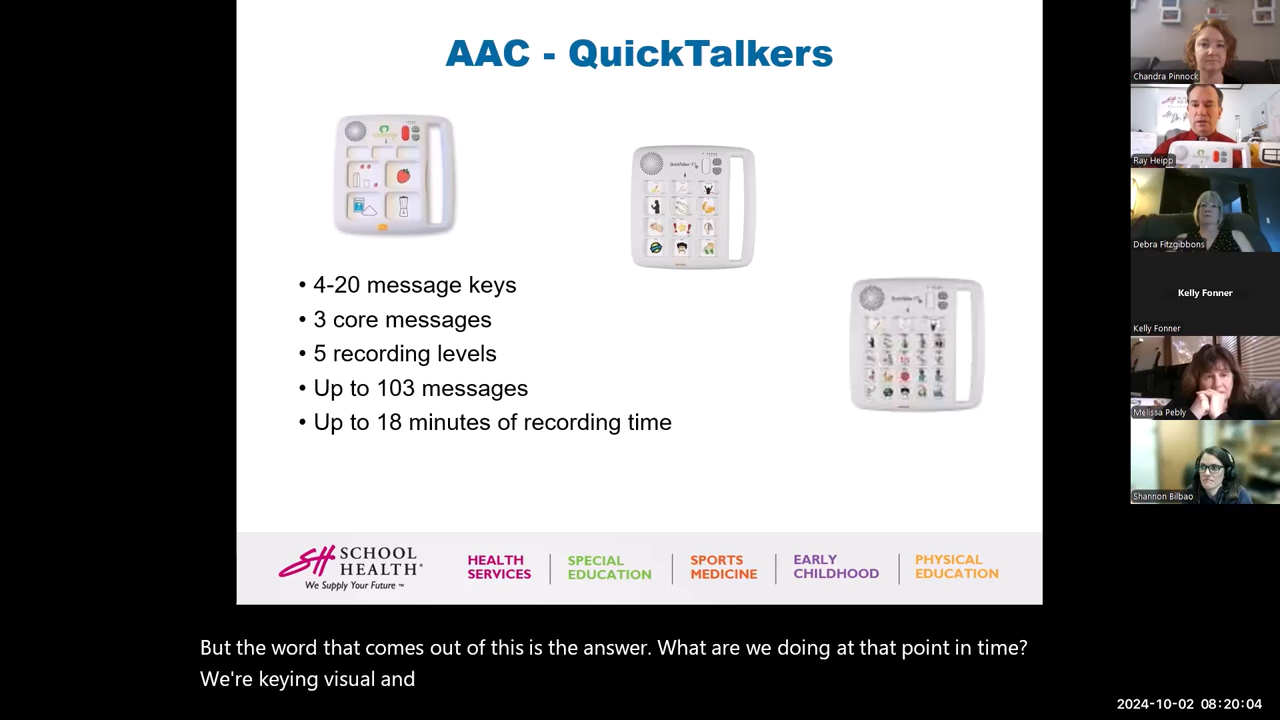 AAC - QuickTalkers
• 4-20 message keys
• 3 core messages
• 5 recording levels
• Up to 103 messages
• Up to 18 minutes of recording time
SH SCHOOL HEALTH®
We Supply Your Future ™
HEALTH SERVICES
SPECIAL EDUCATION
SPORTS MEDICINE
EARLY CHILDHOOD
PHYSICAL EDUCATION
Chandra Pinnock
Ray Heipp
Debra Fitzgibbons
Kelly Fonner
Kelly Fonner
Melissa Pebly
Shannon Bilbao
But the word that comes out of this is the answer. What are we doing at that point in time?
We're keying visual and
2024-10-02 08:20:04